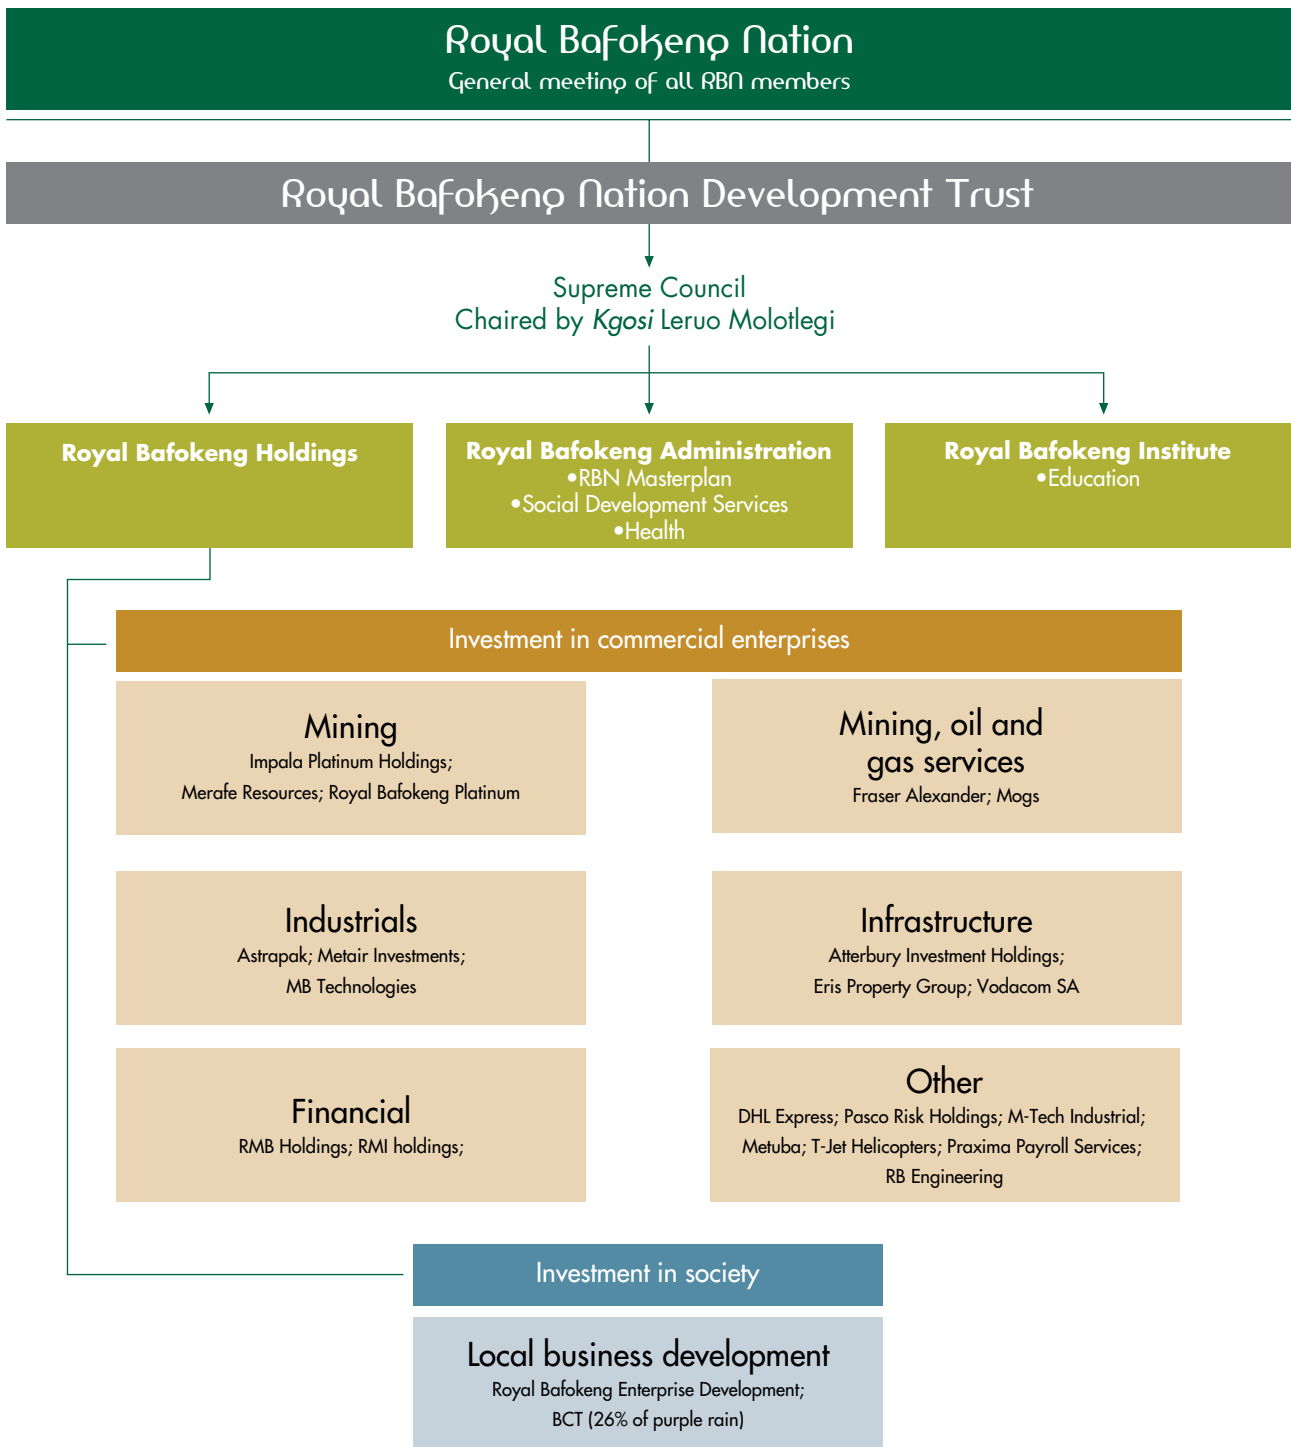 Royal Bafokeng Nation
General meeting of all RBN members
Royal Bafokeng Nation Development Trust
Supreme Council
Chaired by Kgosi Leruo Molotlegi
Royal Bafokeng Holdings
Royal Bafokeng Administration
•RBN Masterplan
•Social Development Services
•Health
Royal Bafokeng Institute
•Education
Investment in commercial enterprises
Mining
Impala Platinum Holdings;
Merafe Resources; Royal Bafokeng Platinum
Mining, oil and
gas services
Fraser Alexander; Mogs
Industrials
Astrapak; Metair Investments;
MB Technologies
Infrastructure
Atterbury Investment Holdings;
Eris Property Group; Vodacom SA
Financial
RMB Holdings; RMI holdings;
Other
DHL Express; Pasco Risk Holdings; M-Tech Industrial;
Metuba; T-Jet Helicopters; Praxima Payroll Services;
RB Engineering
Investment in society
Local business development
Royal Bafokeng Enterprise Development;
BCT (26% of purple rain)